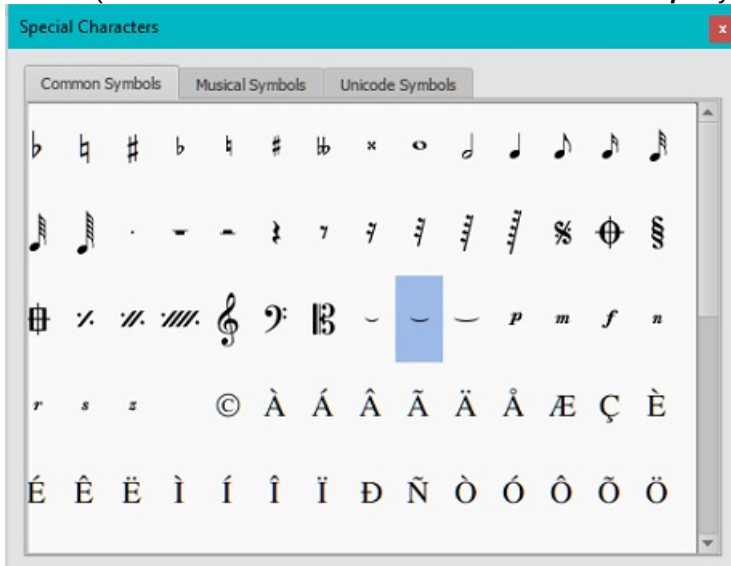 Special Characters
x
Common Symbols Musical Symbols Unicode Symbols
♭ ♮ ♯ ♭ ♮ ♯ 𝄫 𝄪 𝅝 𝅗𝅥 𝅘𝅥 𝅘𝅥𝅮 𝅘𝅥𝅯 𝅘𝅥𝅰
𝅘𝅥𝅱 𝅘𝅥𝅲 . 𝄻 𝄼 𝄽 𝄾 𝄿 𝅀 𝅁 𝅂 𝄋 𝄌 §
𝄎 𝄏 𝄞 𝄢 𝄡 ‿ ‿ ‿ p m f n
r s z © À Á Â Ã Ä Å Æ Ç È
É Ê Ë Ì Í Î Ï Ð Ñ Ò Ó Ô Õ Ö